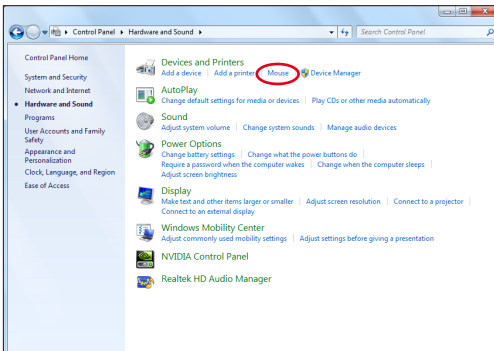 Control Panel ▸ Hardware and Sound ▸
Search Control Panel
Control Panel Home
System and Security
Network and Internet
Hardware and Sound
Programs
User Accounts and Family
Safety
Appearance and
Personalization
Clock, Language, and Region
Ease of Access
Devices and Printers
Add a device | Add a printer | Mouse | Device Manager
AutoPlay
Change default settings for media or devices | Play CDs or other media automatically
Sound
Adjust system volume | Change system sounds | Manage audio devices
Power Options
Change battery settings | Change what the power buttons do |
Require a password when the computer wakes | Change when the computer sleeps |
Adjust screen brightness
Display
Make text and other items larger or smaller | Adjust screen resolution | Connect to a projector |
Connect to an external display
Windows Mobility Center
Adjust commonly used mobility settings | Adjust settings before giving a presentation
NVIDIA Control Panel
Realtek HD Audio Manager